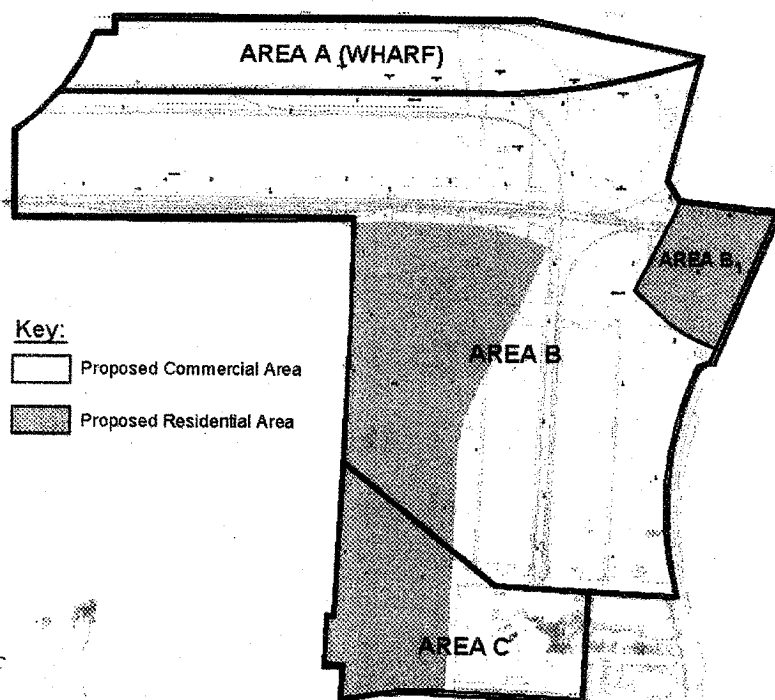 AREA A (WHARF)
AREA B1
AREA B
Key:
Proposed Commercial Area
Proposed Residential Area
AREA C